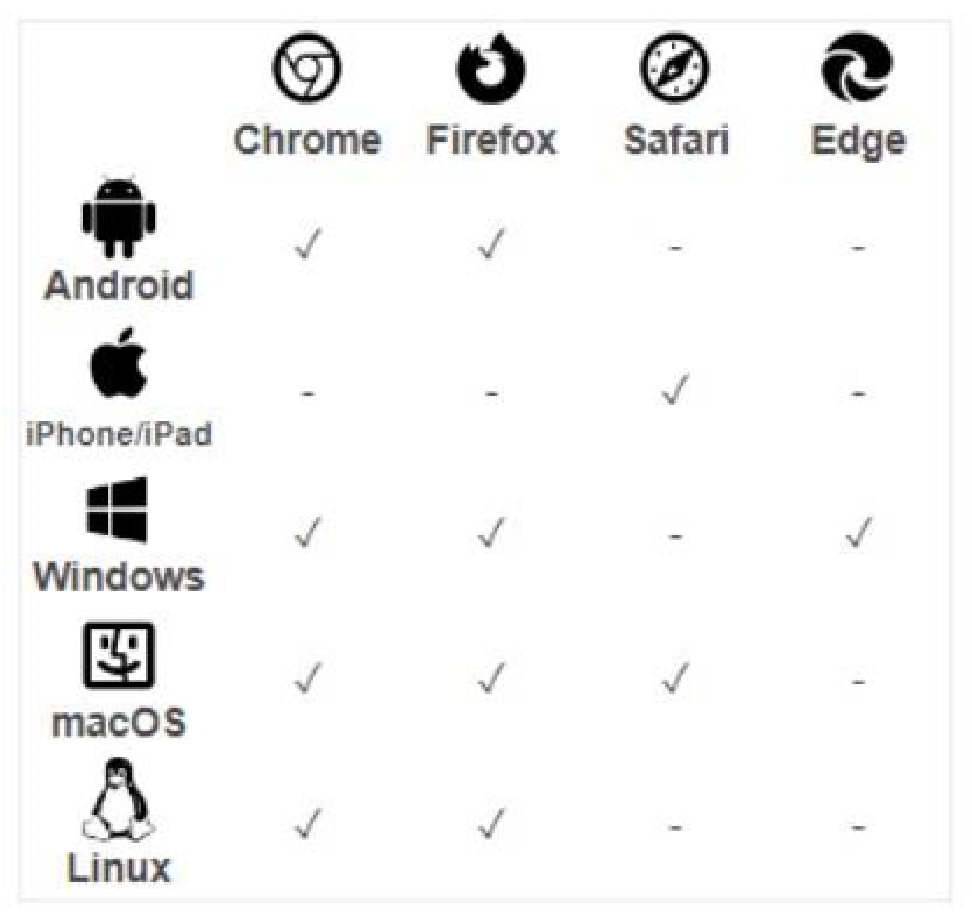 Chrome Firefox Safari Edge
✓ ✓ - -
Android
- - ✓ -
iPhone/iPad
✓ ✓ - ✓
Windows
✓ ✓ ✓ -
macOS
✓ ✓ - -
Linux